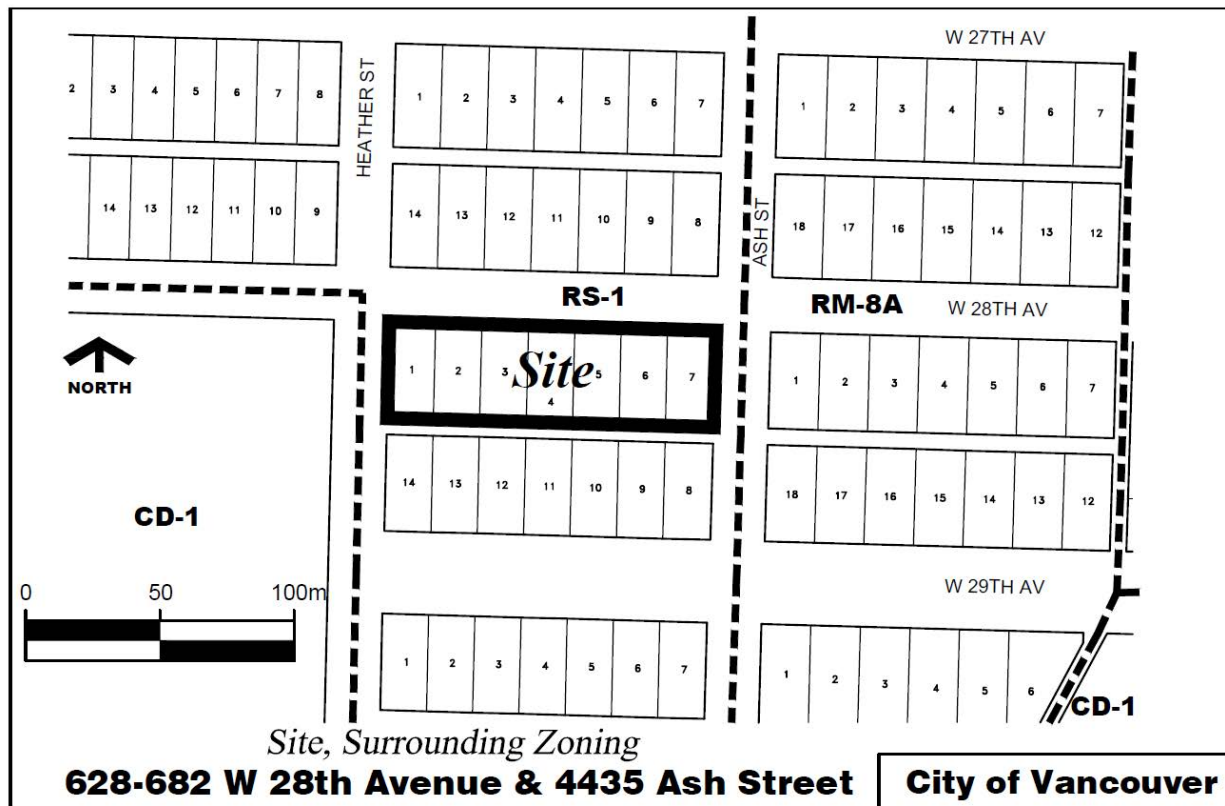 W 27TH AV
2 3 4 5 6 7 8
HEATHER ST
1 2 3 4 5 6 7
1 2 3 4 5 6 7
14 13 12 11 10 9
14 13 12 11 10 9 8
ASH ST
18 17 16 15 14 13 12
RS-1
RM-8A
W 28TH AV
NORTH
1 2 3 4 5 6 7
Site
1 2 3 4 5 6 7
CD-1
14 13 12 11 10 9 8
18 17 16 15 14 13 12
0 50 100m
W 29TH AV
1 2 3 4 5 6 7
1 2 3 4 5 6
CD-1
Site, Surrounding Zoning
628-682 W 28th Avenue & 4435 Ash Street
City of Vancouver